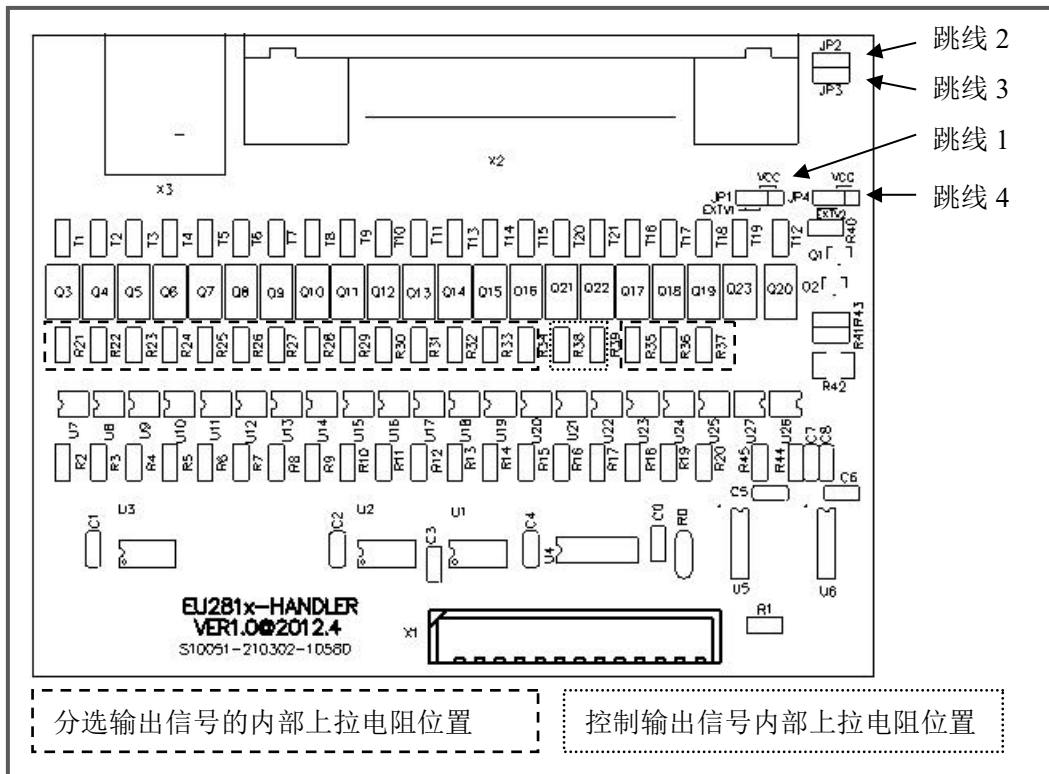 JP2
跳线 2
跳线 3
JP3
跳线 1
X2
X3
VCC
VCC
JP1
JP4
跳线 4
EXTV1
EXTV2
T1 T2 T3 T4 T5 T6 T7 T8 T9 T10 T11 T13 T14 T15 T20 T21 T16 T17 T18 T19 T12 R40
Q1
Q3 Q4 Q5 Q6 Q7 Q8 Q9 Q10 Q11 Q12 Q13 Q14 Q15 Q16 Q21 Q22 Q17 Q18 Q19 Q23 Q20 Q2
R21 R22 R23 R24 R25 R26 R27 R28 R29 R30 R31 R32 R33 R34 R38 R39 R35 R36 R37 R41 R43
R42
U7 U8 U9 U10 U11 U12 U13 U14 U15 U16 U17 U18 U19 U20 U21 U22 U23 U24 U25 U27 U26 C7 C8
R2 R3 R4 R5 R6 R7 R8 R9 R10 R11 R12 R13 R14 R15 R16 R17 R18 R19 R20 R45 R44
C5 C6
C1 U3 C2 U2 C3 U1 C4 U4 C0 R0
U5 U6
EU281x-HANDLER
VER1.0@2012.4
S10051-210302-10580
X1
R1
分选输出信号的内部上拉电阻位置
控制输出信号内部上拉电阻位置